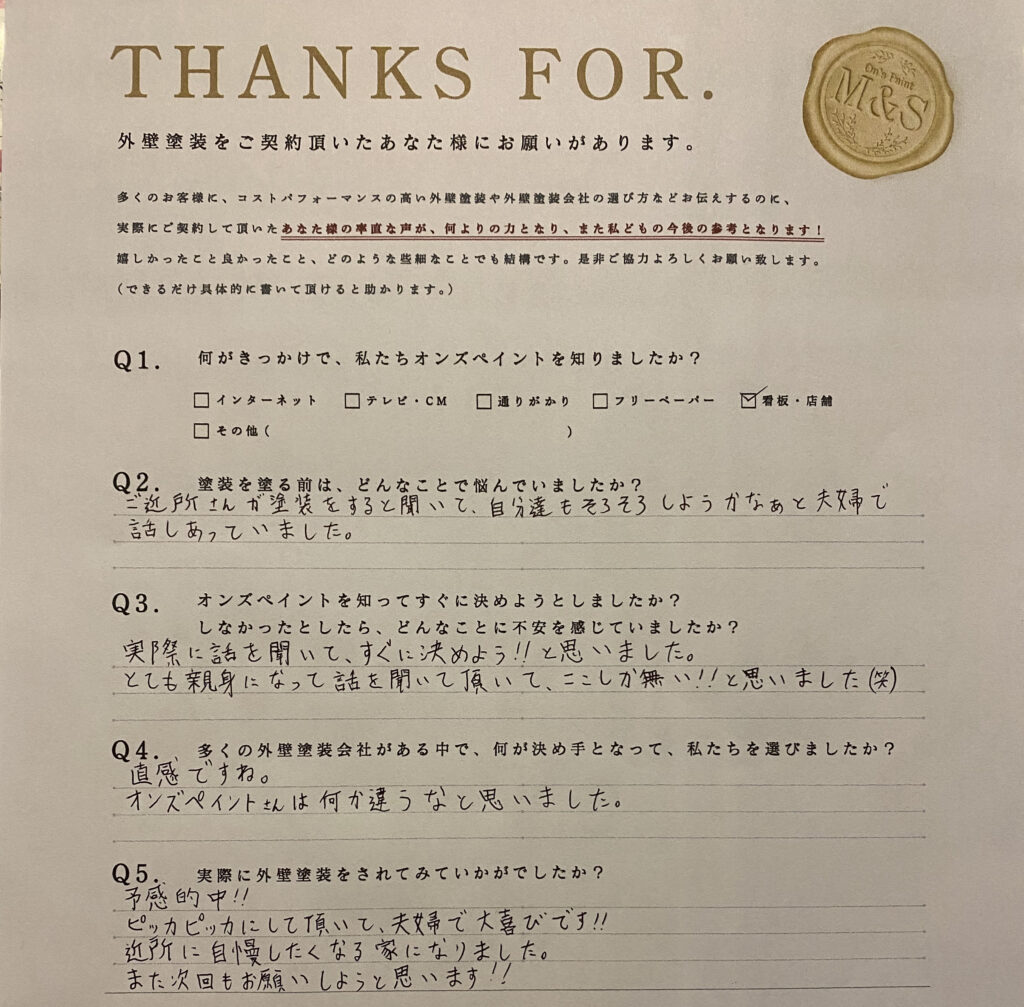 THANKS FOR.
On's Paint
M&S
外壁塗装をご契約頂いたあなた様にお願いがあります。
多くのお客様に、コストパフォーマンスの高い外壁塗装や外壁塗装会社の選び方などお伝えするのに、
実際にご契約して頂いたあなた様の率直な声が、何よりの力となり、また私どもの今後の参考となります！
嬉しかったこと良かったこと、どのような些細なことでも結構です。是非ご協力よろしくお願い致します。
（できるだけ具体的に書いて頂けると助かります。）
Q1. 何がきっかけで、私たちオンズペイントを知りましたか？
□インターネット □テレビ・CM □通りがかり □フリーペーパー ☑看板・店舗
□その他（ ）
Q2. 塗装を塗る前は、どんなことで悩んでいましたか？
ご近所さんが塗装をすると聞いて、自分達もそろそろしようかなぁと夫婦で
話しあっていました。
Q3. オンズペイントを知ってすぐに決めようとしましたか？
しなかったとしたら、どんなことに不安を感じていましたか？
実際に話を聞いて、すぐに決めよう!!と思いました。
とても親身になって話を聞いて頂いて、ここしか無い!!と思いました(笑)
Q4. 多くの外壁塗装会社がある中で、何が決め手となって、私たちを選びましたか？
直感ですね。
オンズペイントさんは何か違うなと思いました。
Q5. 実際に外壁塗装をされてみていかがでしたか？
予感的中!!
ピッカピッカにして頂いて、夫婦で大喜びです!!
近所に自慢したくなる家になりました。
また次回もお願いしようと思います!!